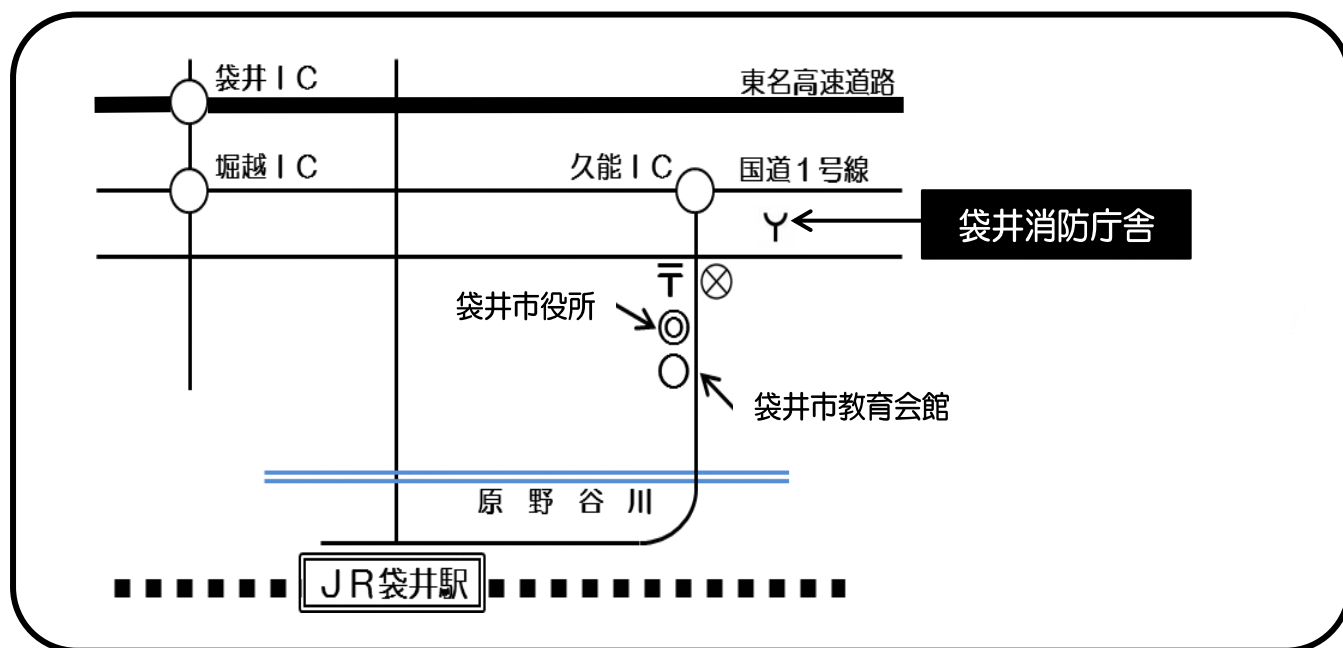 袋井ＩＣ
東名高速道路
堀越ＩＣ
久能ＩＣ
国道１号線
袋井消防庁舎
〒
袋井市役所
袋井市教育会館
原野谷川
ＪＲ袋井駅